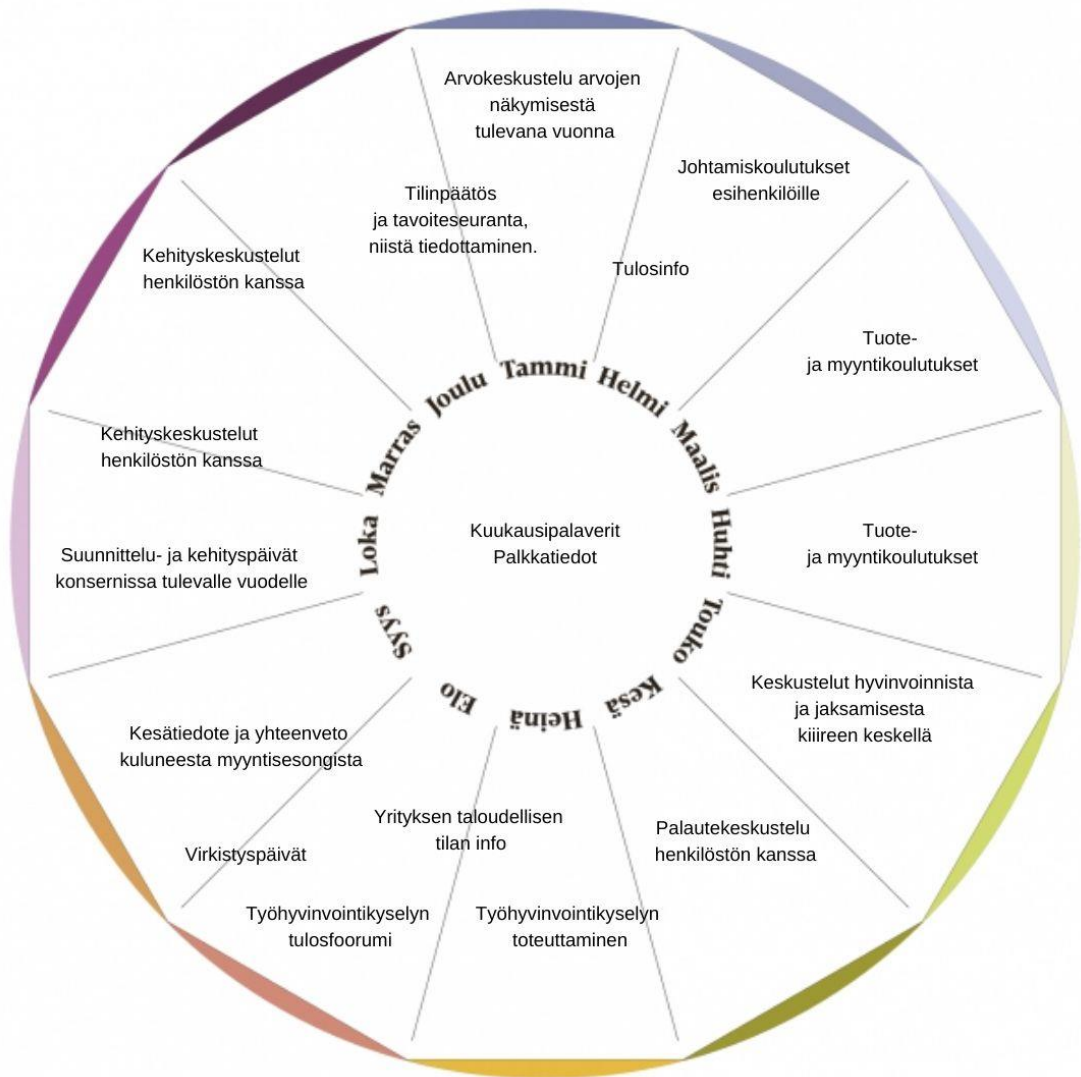 Arvokeskustelu arvojen
näkymisestä
tulevana vuonna
Johtamiskoulutukset
esihenkilöille
Tilinpäätös
ja tavoiteseuranta,
niistä tiedottaminen.
Tulosinfo
Kehityskeskustelut
henkilöstön kanssa
Tuote-
ja myyntikoulutukset
Kehityskeskustelut
henkilöstön kanssa
Tammi
Helmi
Maalis
Huhti
Touko
Kesä
Heinä
Elo
Syys
Loka
Marras
Joulu
Kuukausipalaverit
Palkkatiedot
Tuote-
ja myyntikoulutukset
Suunnittelu- ja kehityspäivät
konsernissa tulevalle vuodelle
Keskustelut hyvinvoinnista
ja jaksamisesta
kiiireen keskellä
Kesätiedote ja yhteenveto
kuluneesta myyntisesongista
Yrityksen taloudellisen
tilan info
Palautekeskustelu
henkilöstön kanssa
Virkistyspäivät
Työhyvinvointikyselyn
tulosfoorumi
Työhyvinvointikyselyn
toteuttaminen